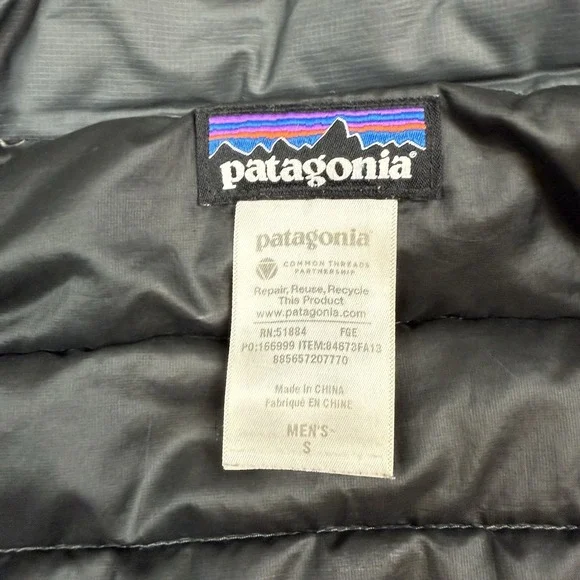 patagonia®
patagonia®
COMMON THREADS
PARTNERSHIP
Repair, Reuse, Recycle
This Product
www.patagonia.com
RN:51884 FGE
PO:166999 ITEM:84673FA13
885657207770
Made in CHINA
Fabriqué EN CHINE
MEN'S-
S